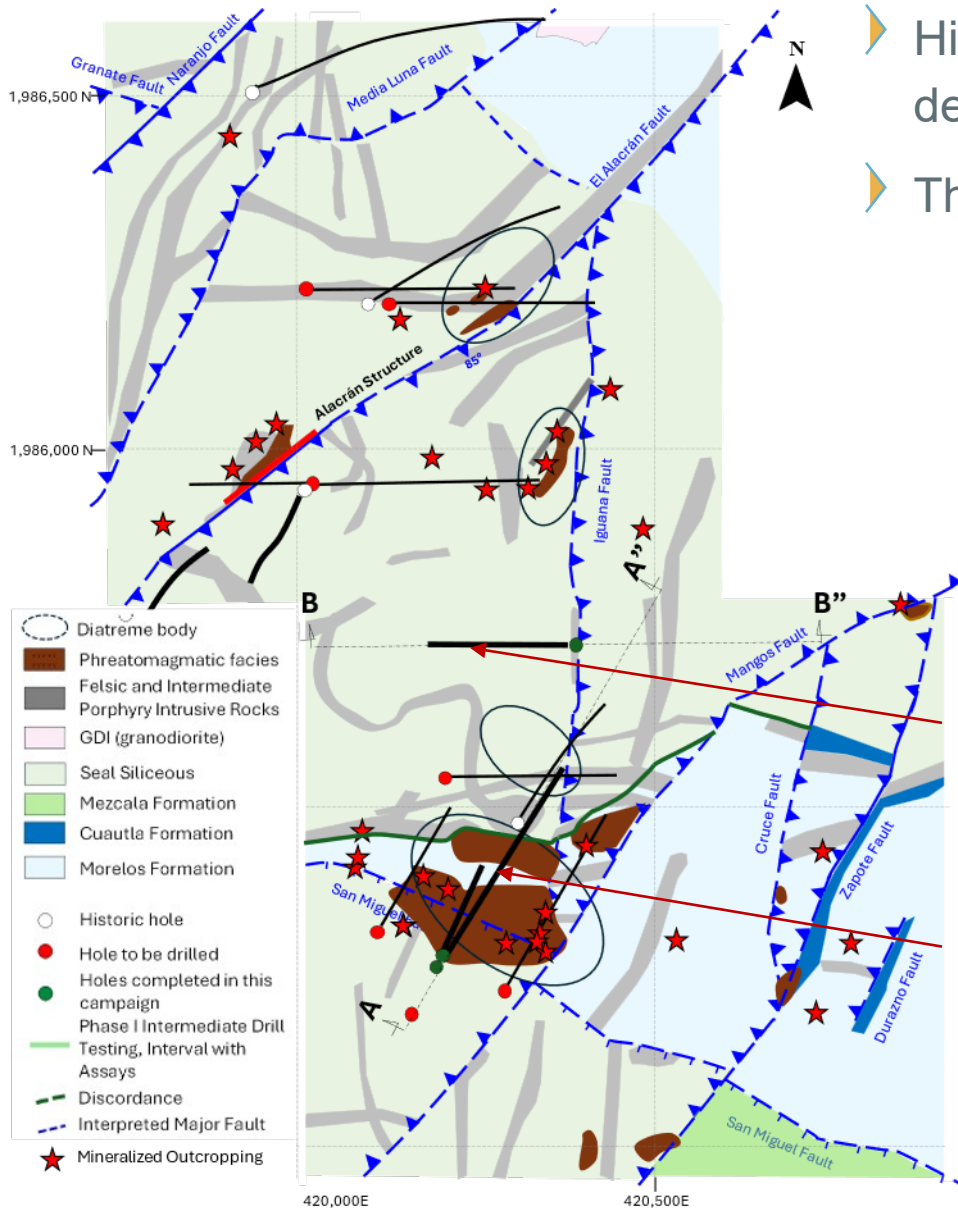 Hi
de
Th
N
Naranjo Fault
Granate Fault
Media Luna Fault
1,986,500 N
El Alacrán Fault
85°
Alacrán Structure
1,986,000 N
Iguana Fault
A”
B
B”
Mangos Fault
Cruce Fault
Zapote Fault
San Miguel
Durazno Fault
A
San Miguel Fault
420,000E
420,500E
Diatreme body
Phreatomagmatic facies
Felsic and Intermediate
Porphyry Intrusive Rocks
GDI (granodiorite)
Seal Siliceous
Mezcala Formation
Cuautla Formation
Morelos Formation
Historic hole
Hole to be drilled
Holes completed in this
campaign
Phase I Intermediate Drill
Testing, Interval with
Assays
Discordance
Interpreted Major Fault
Mineralized Outcropping